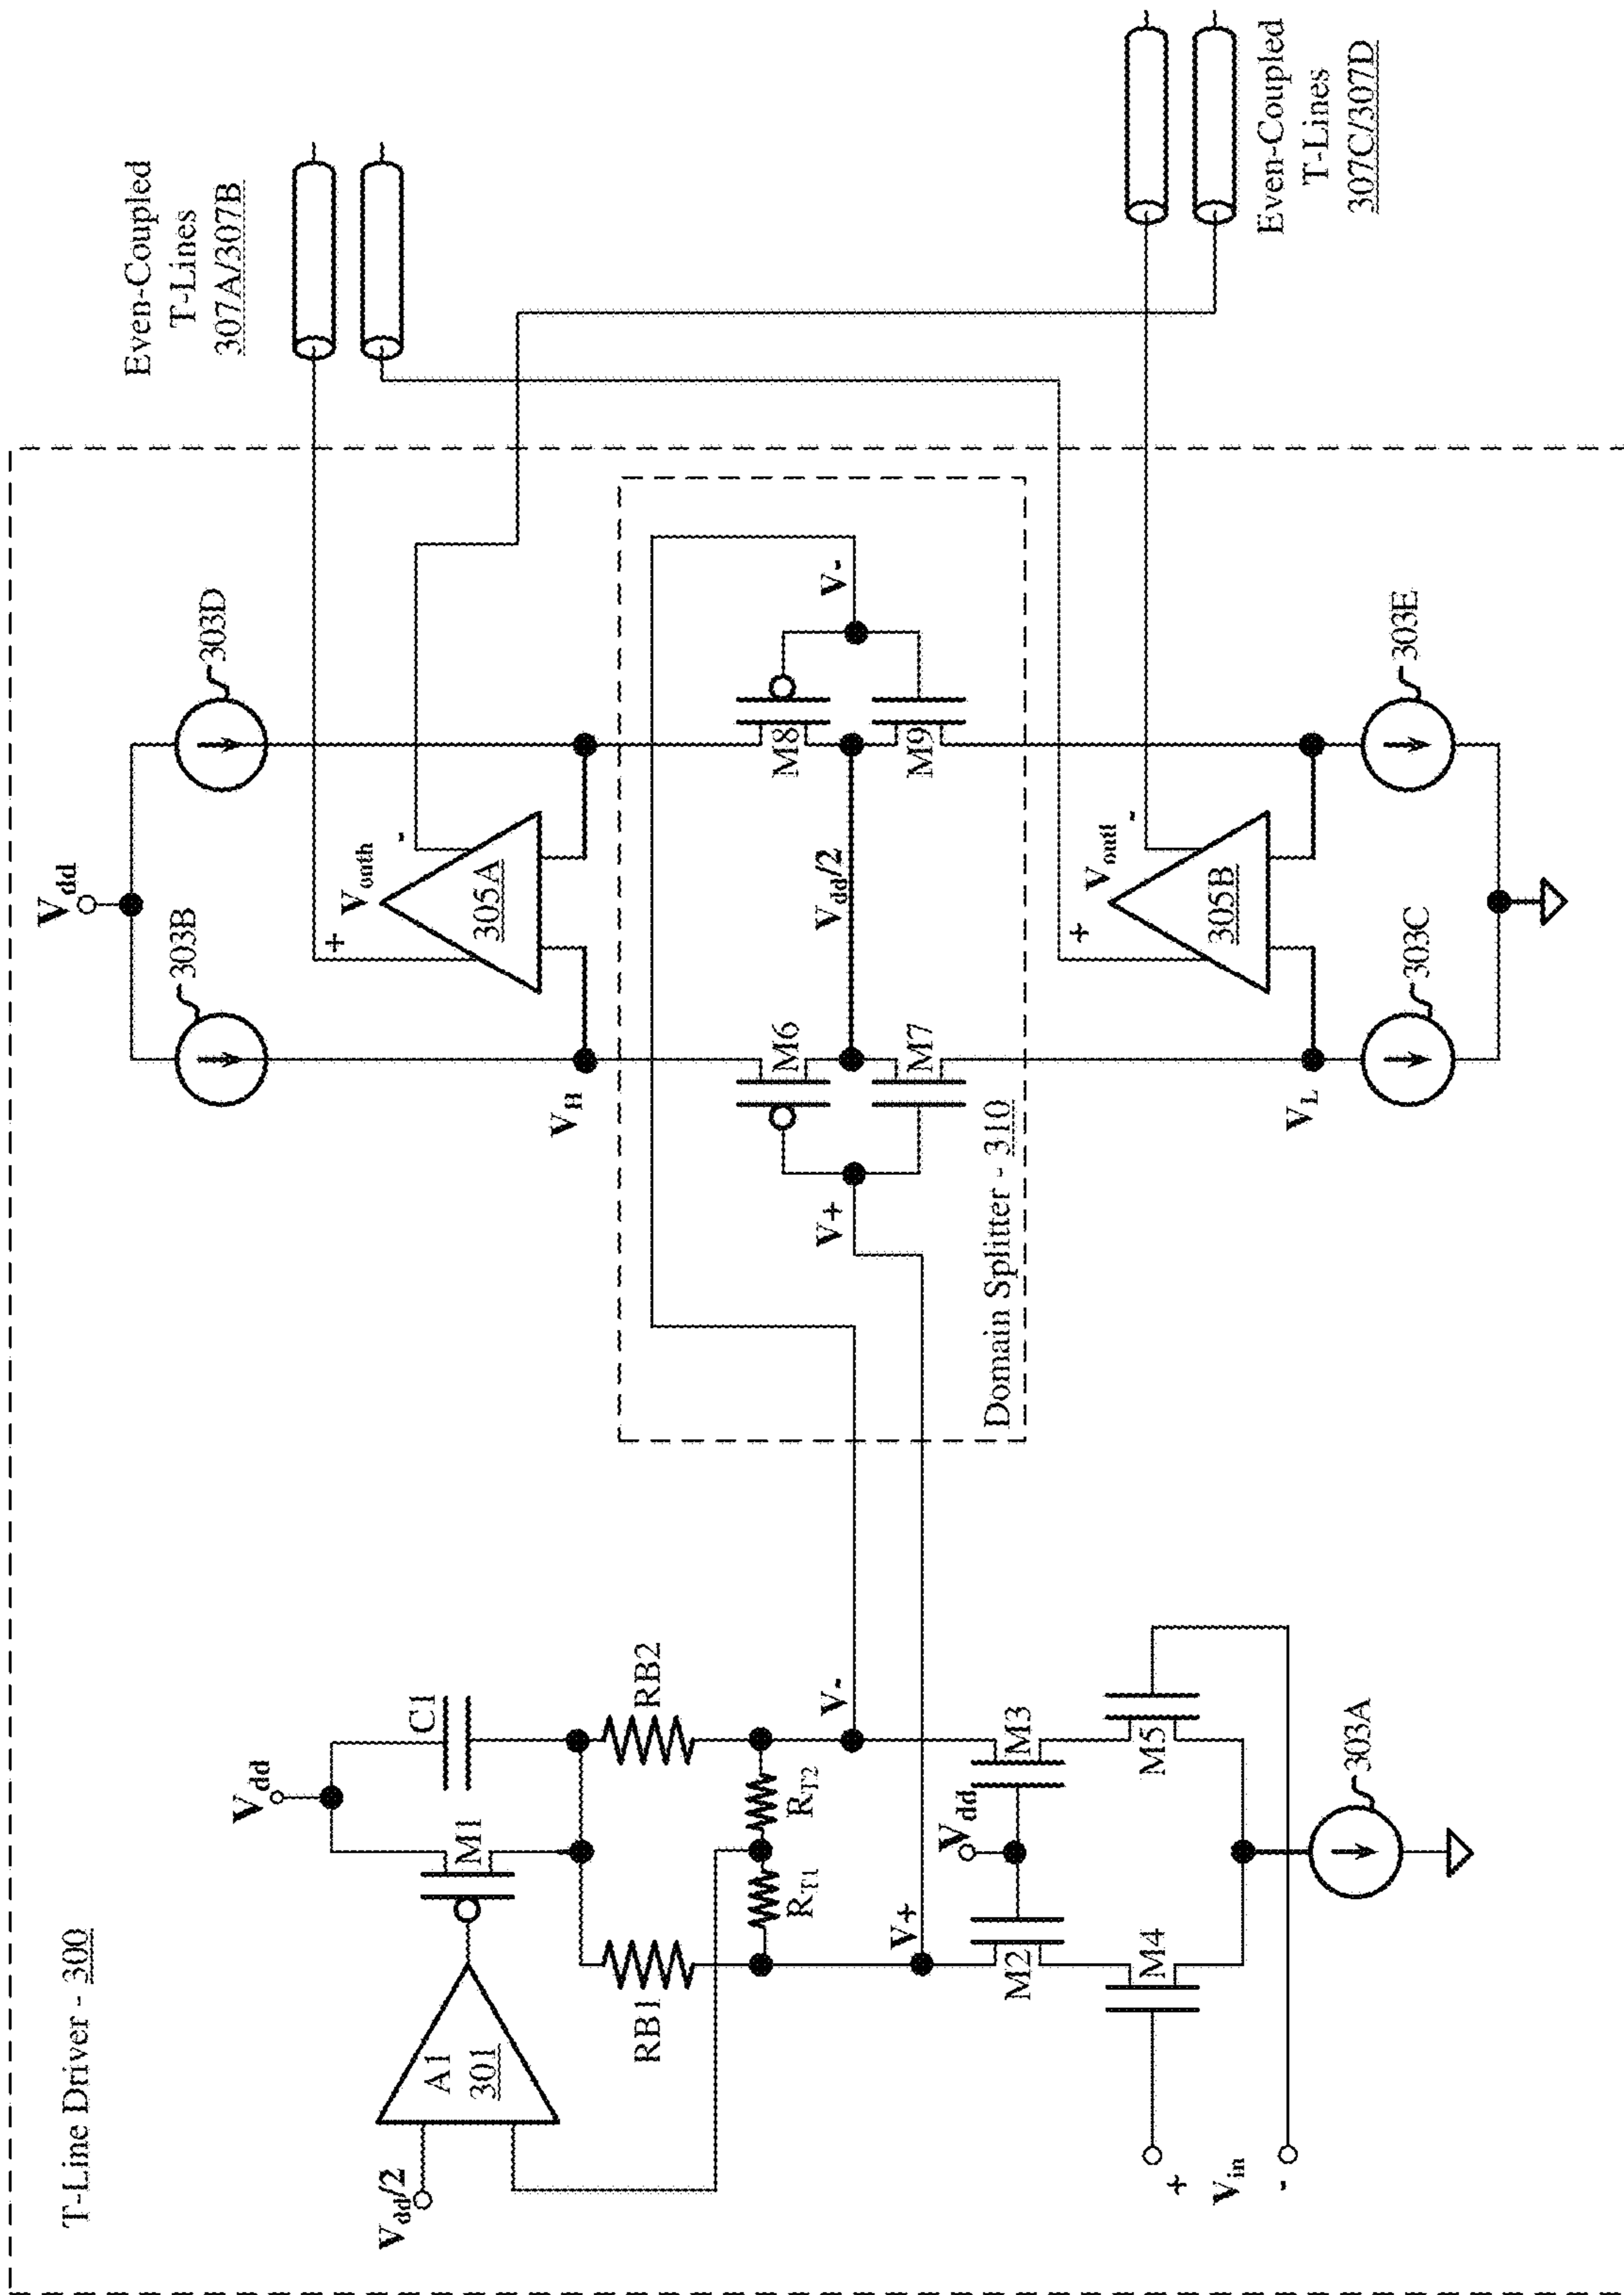 T-Line Driver - 300
Vdd
Vdd
303B
303D
Even-Coupled
T-Lines
307A/307B
A1
301
Vdd/2
M1
C1
RB1
RB2
RT1
RT2
V+
V-
Vdd
M2
M3
M4
M5
+
Vin
-
303A
Vouth
+
-
305A
VH
V+
V-
M6
M7
M8
M9
Vdd/2
Domain Splitter - 310
Voutl
+
-
305B
VL
303C
303E
Even-Coupled
T-Lines
307C/307D